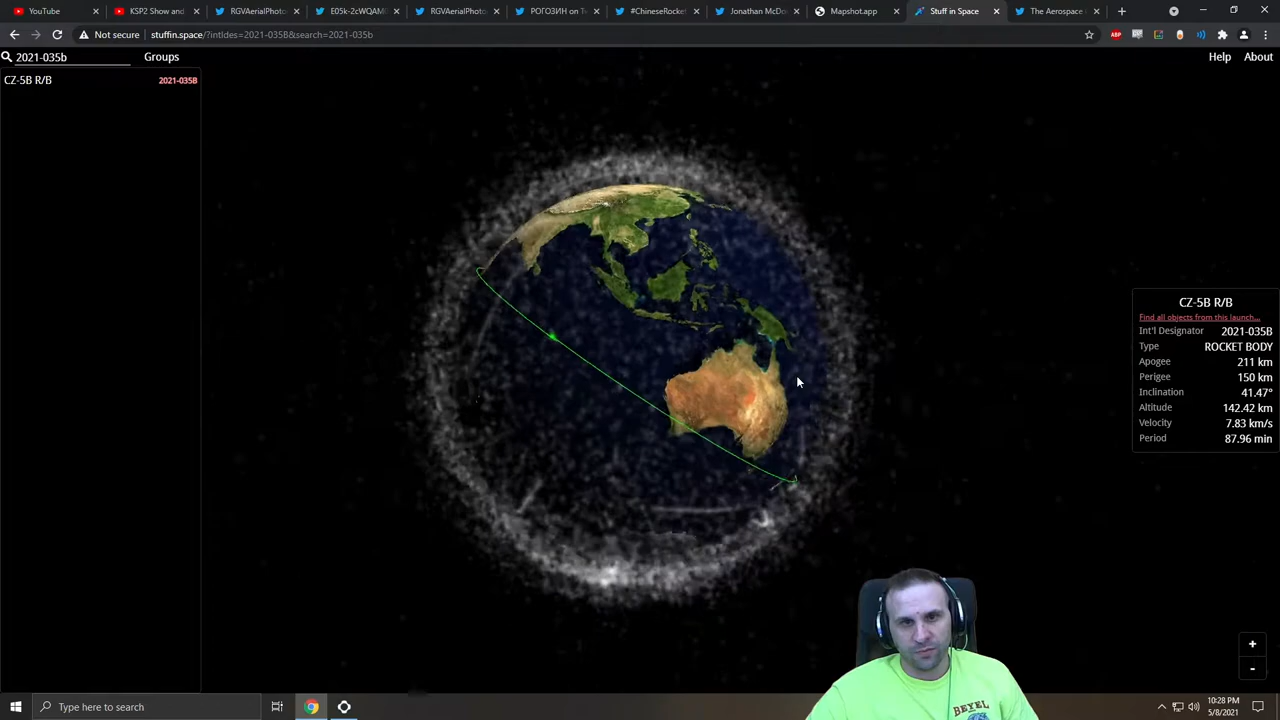 YouTube
KSP2 Show and
RGVAerialPhoto
E05k-2cWQAM
RGVAerialPhoto
РОГОЗИН on T
#ChineseRocket
Jonathan McDo
Mapshot.app
Stuff in Space
The Aerospace
Not secure
stuffin.space/?intldes=2021-035B&search=2021-035b
ABP
2021-035b
Groups
Help
About
CZ-5B R/B
2021-035B
CZ-5B R/B
Find all objects from this launch...
Int'l Designator
2021-035B
Type
ROCKET BODY
Apogee
211 km
Perigee
150 km
Inclination
41.47°
Altitude
142.42 km
Velocity
7.83 km/s
Period
87.96 min
+
-
BEYEL
Type here to search
10:28 PM
5/8/2021